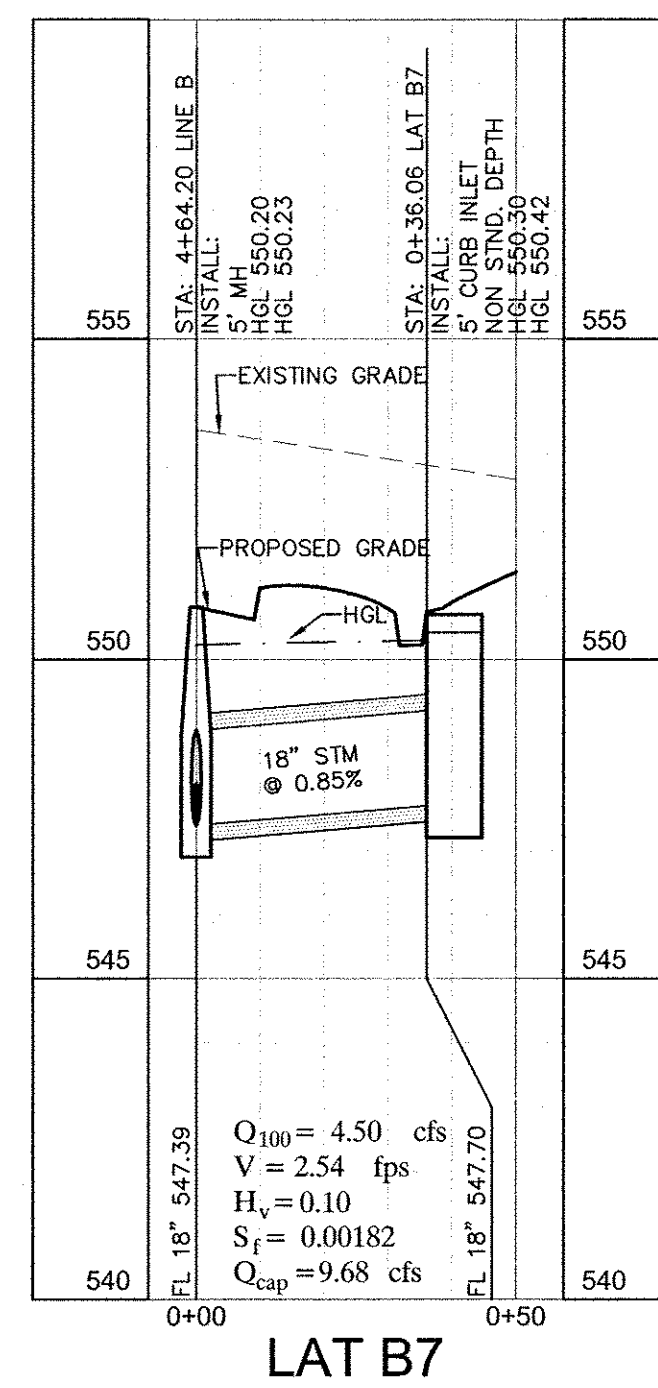 STA: 4+64.20 LINE B
INSTALL:
5' MH
HGL 550.20
HGL 550.23
STA: 0+36.06 LAT B7
INSTALL:
5' CURB INLET
NON STND. DEPTH
HGL 550.30
HGL 550.42
555
555
EXISTING GRADE
PROPOSED GRADE
HGL
550
550
18" STM
@ 0.85%
545
545
FL 18" 547.39
Q100 = 4.50 cfs
V = 2.54 fps
Hv = 0.10
Sf = 0.00182
Qcap = 9.68 cfs
FL 18" 547.70
540
540
0+00
0+50
LAT B7